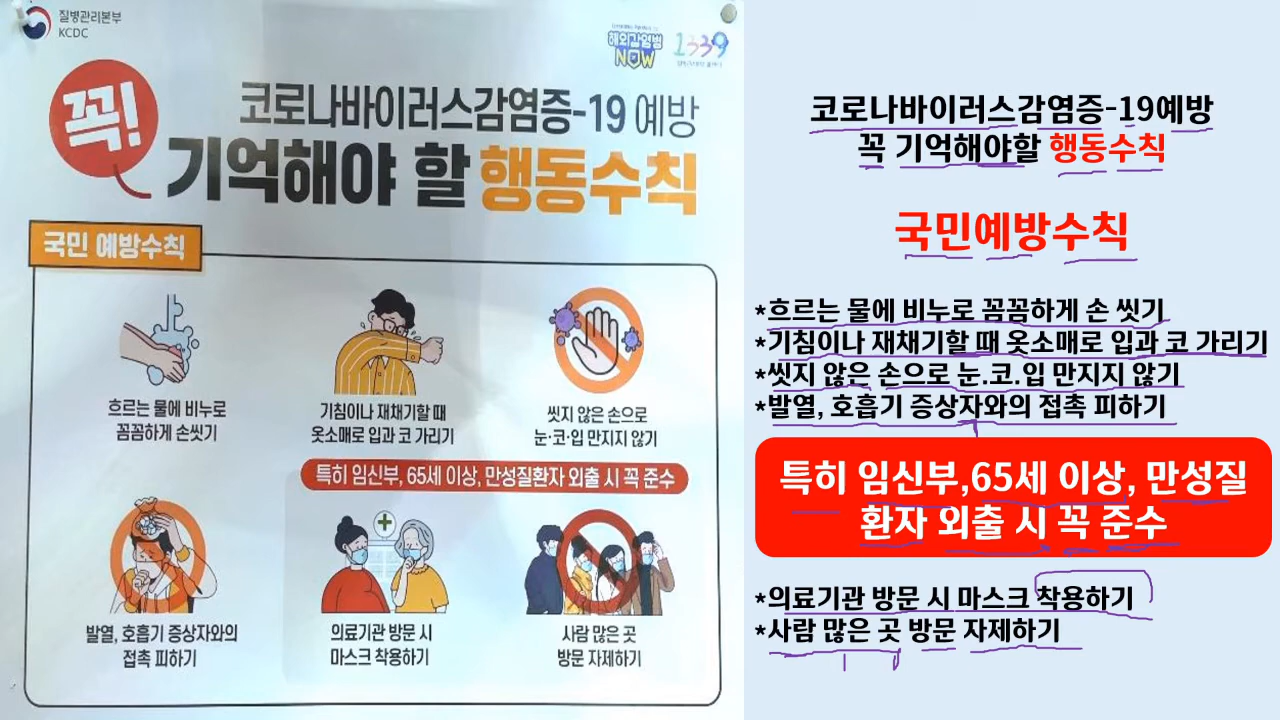 질병관리본부
KCDC
해외감염병
NOW
1339
꼭!
코로나바이러스감염증-19 예방
기억해야 할 행동수칙
국민 예방수칙
흐르는 물에 비누로
꼼꼼하게 손씻기
기침이나 재채기할 때
옷소매로 입과 코 가리기
씻지 않은 손으로
눈·코·입 만지지 않기
특히 임신부, 65세 이상, 만성질환자 외출 시 꼭 준수
발열, 호흡기 증상자와의
접촉 피하기
의료기관 방문 시
마스크 착용하기
사람 많은 곳
방문 자제하기
코로나바이러스감염증-19예방
꼭 기억해야할 행동수칙
국민예방수칙
*흐르는 물에 비누로 꼼꼼하게 손 씻기
*기침이나 재채기할 때 옷소매로 입과 코 가리기
*씻지 않은 손으로 눈.코.입 만지지 않기
*발열, 호흡기 증상자와의 접촉 피하기
특히 임신부,65세 이상, 만성질
환자 외출 시 꼭 준수
*의료기관 방문 시 마스크 착용하기
*사람 많은 곳 방문 자제하기